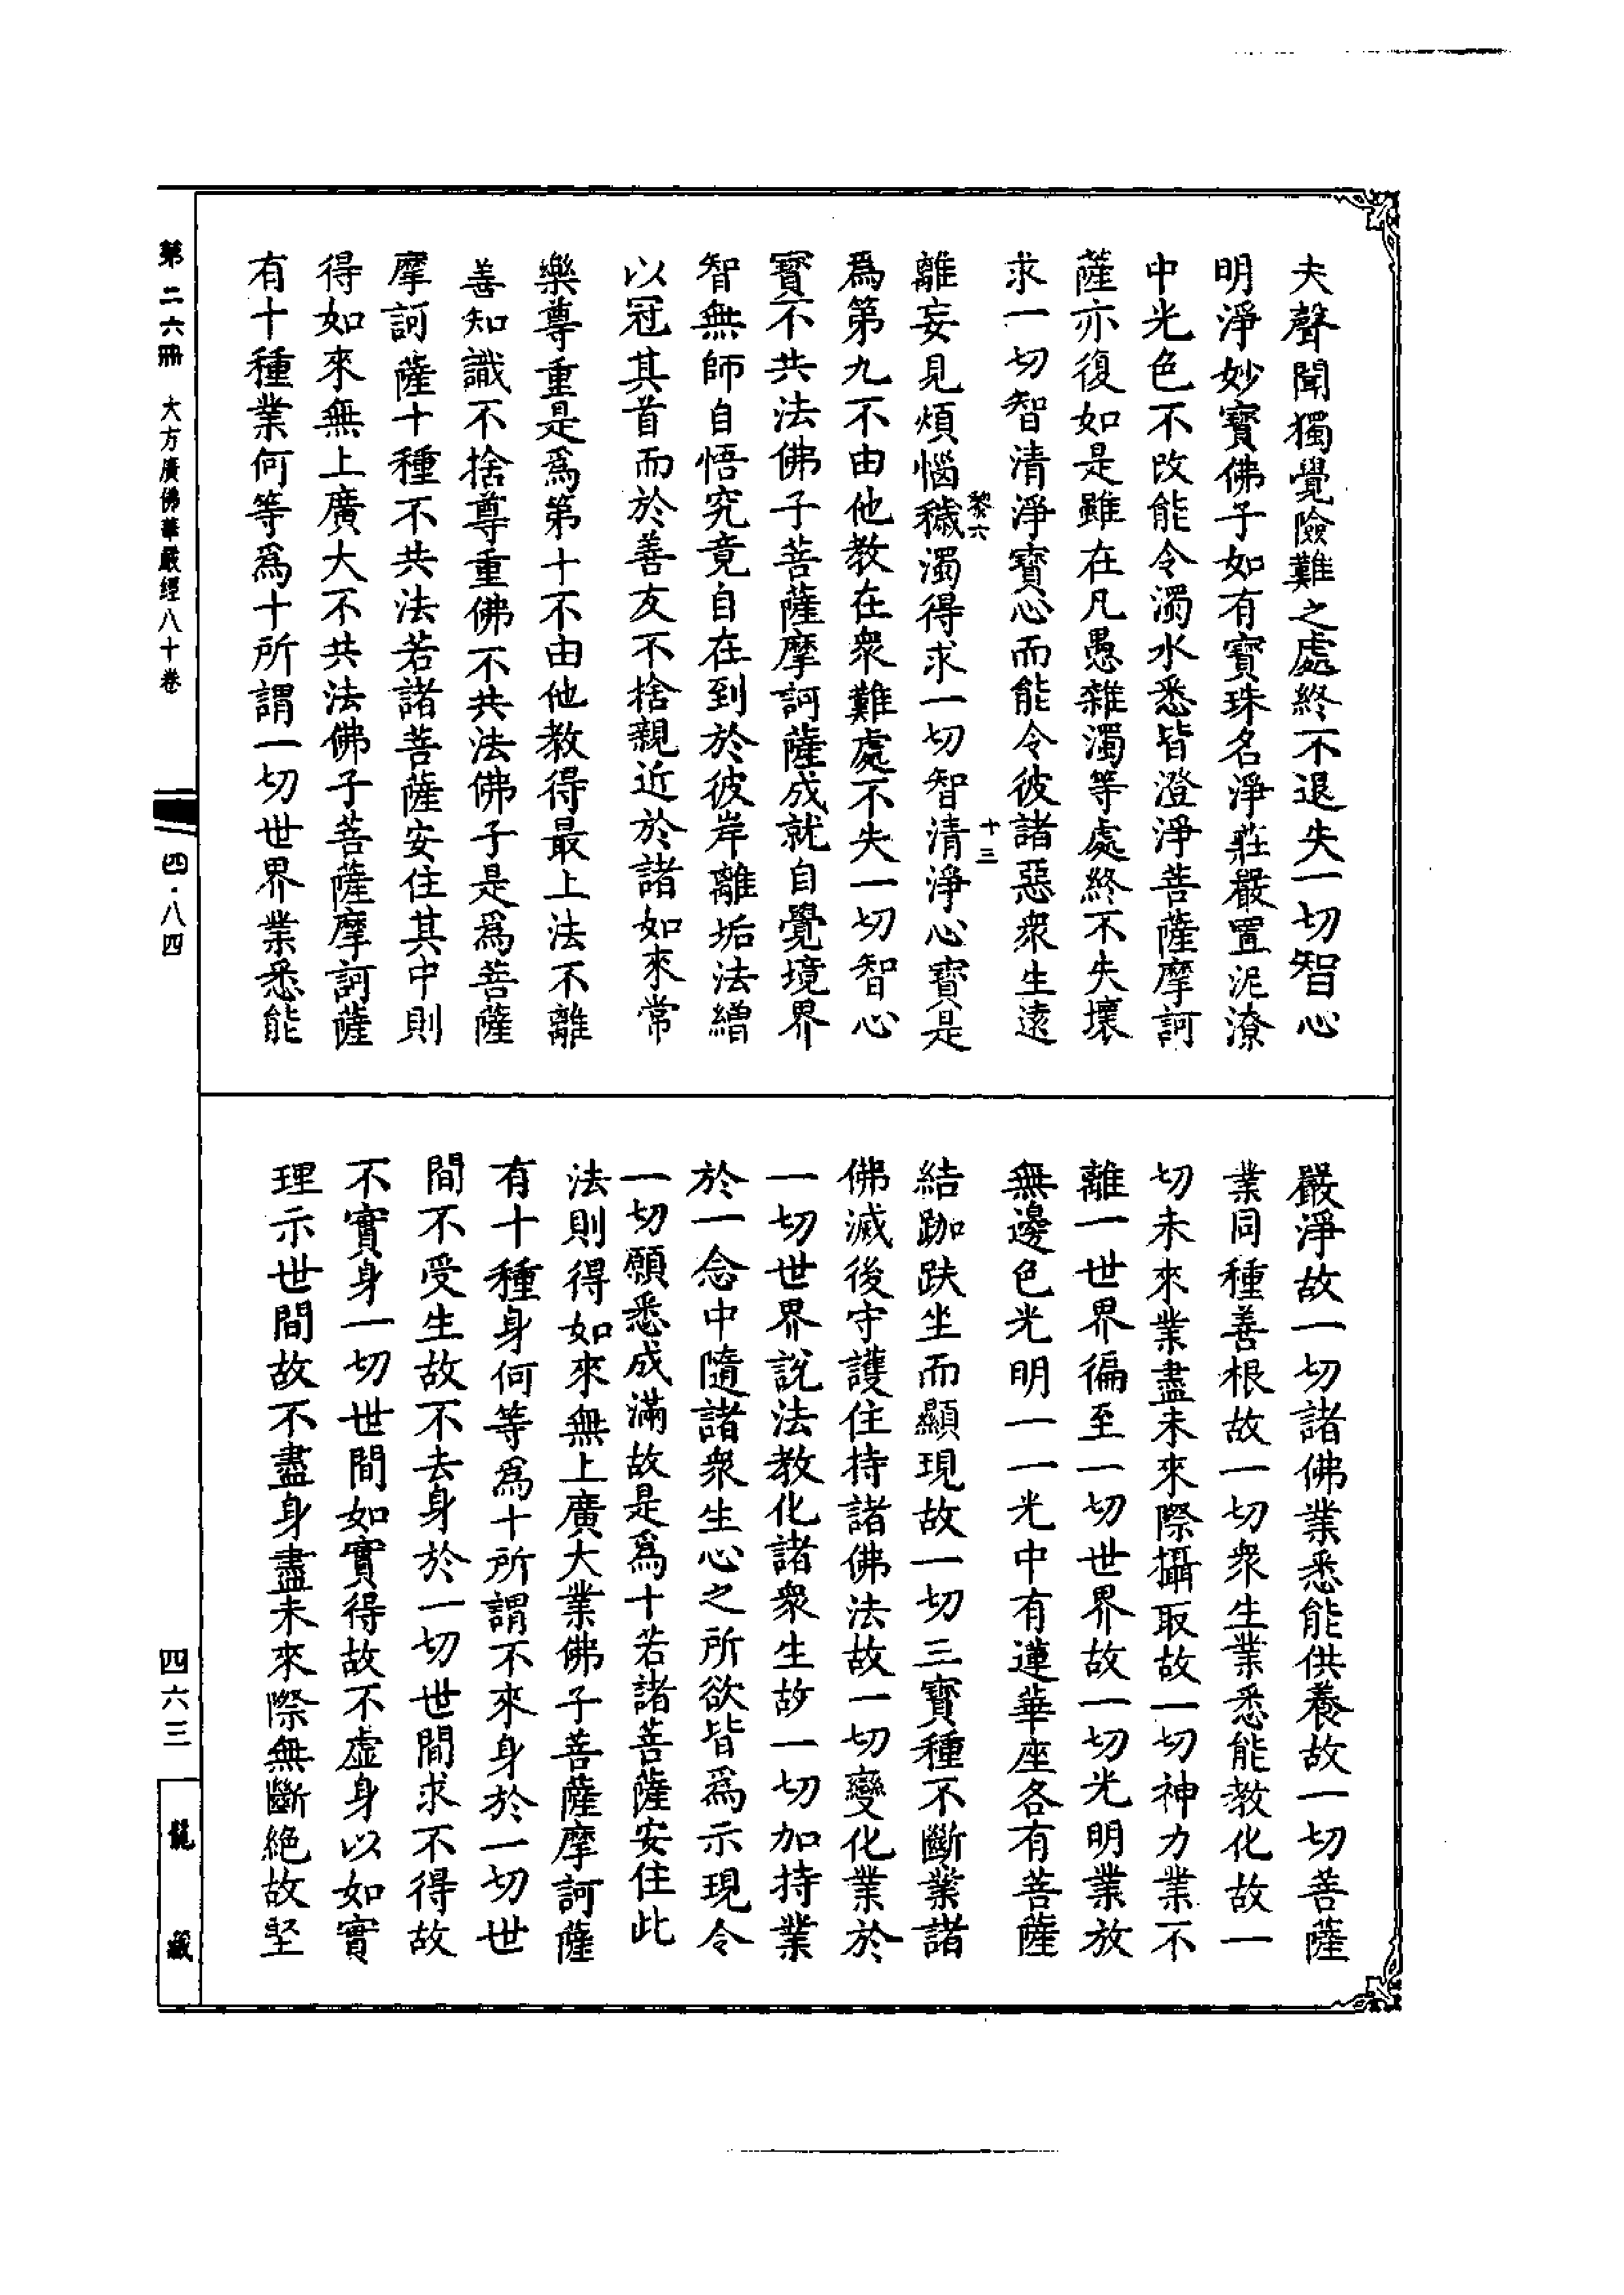 夫聲聞獨覺險難之處終不退失一切智心
明淨妙寶佛子如有寶珠名淨莊嚴置泥潦
中光色不改能令濁水悉皆澄淨菩薩摩訶
薩亦復如是雖在凡愚雜濁等處終不失壞
求一切智清淨寶心而能令彼諸惡衆生遠
黎六 十三
離妄見煩惱穢濁得求一切智清淨心寶是
爲第九不由他教在衆難處不失一切智心
寶不共法佛子菩薩摩訶薩成就自覺境界
智無師自悟究竟自在到於彼岸離垢法繒
以冠其首而於善友不捨親近於諸如來常
樂尊重是爲第十不由他教得最上法不離
善知識不捨尊重佛不共法佛子是爲菩薩
摩訶薩十種不共法若諸菩薩安住其中則
得如來無上廣大不共法佛子菩薩摩訶薩
有十種業何等爲十所謂一切世界業悉能
嚴淨故一切諸佛業悉能供養故一切菩薩
業同種善根故一切衆生業悉能教化故一
切未來業盡未來際攝取故一切神力業不
離一世界徧至一切世界故一切光明業放
無邊色光明一一光中有蓮華座各有菩薩
結跏趺坐而顯現故一切三寶種不斷業諸
佛滅後守護住持諸佛法故一切變化業於
一切世界說法教化諸衆生故一切加持業
於一念中隨諸衆生心之所欲皆爲示現令
一切願悉成滿故是爲十若諸菩薩安住此
法則得如來無上廣大業佛子菩薩摩訶薩
有十種身何等爲十所謂不來身於一切世
間不受生故不去身於一切世間求不得故
不實身一切世間如實得故不虛身以如實
理示世間故不盡身盡未來際無斷絕故堅
第二六冊 大方廣佛華嚴經八十卷 四·八四 四六三 龍藏